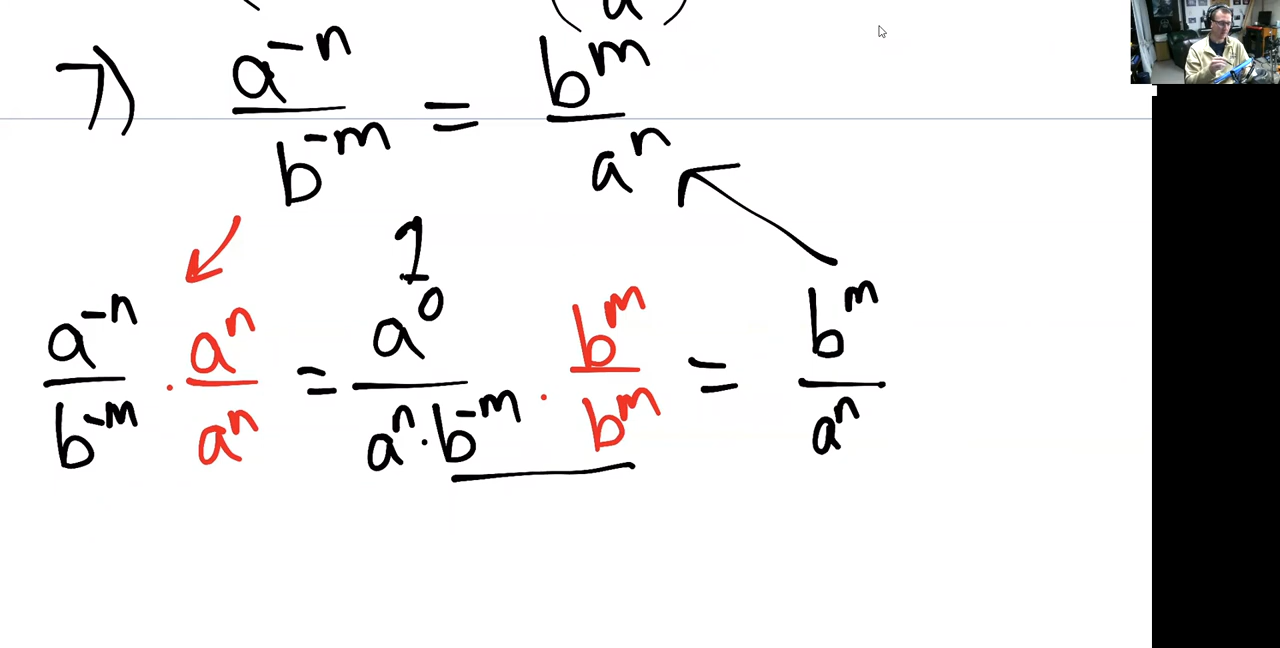 (a)
7) a^{-n}/b^{-m} = b^m/a^n
1
a^{-n}/b^{-m} · a^n/a^n = a^0/(a^n · b^{-m}) · b^m/b^m = b^m/a^n